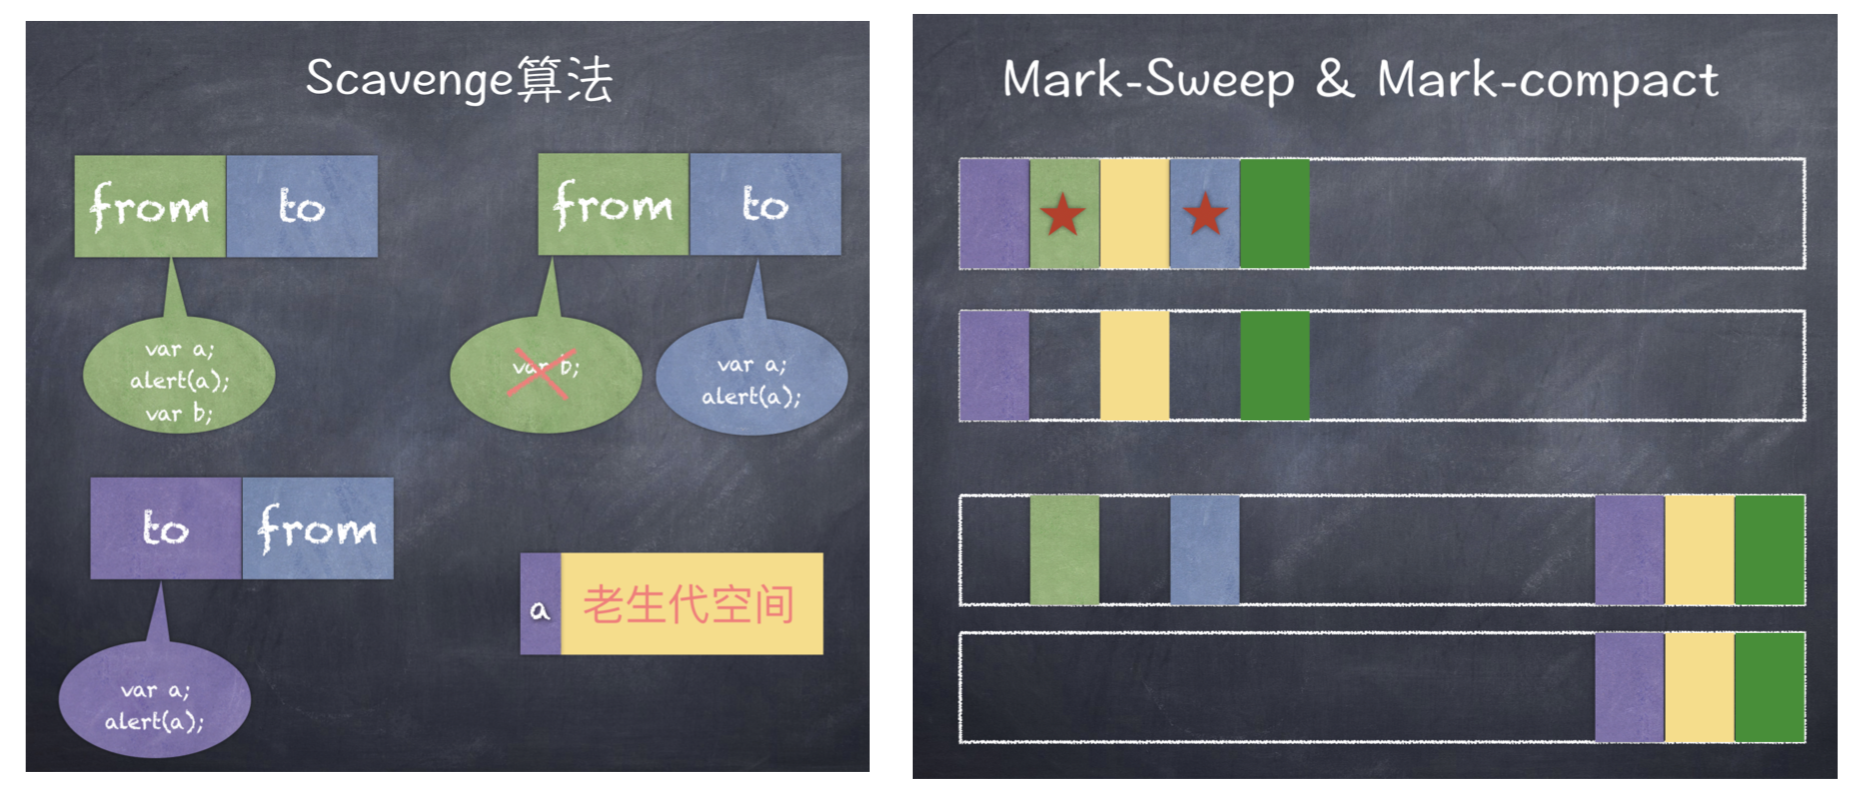 Scavenge算法
from
to
var a;
alert(a);
var b;
from
to
var b;
var a;
alert(a);
to
from
var a;
alert(a);
a
老生代空间
Mark-Sweep & Mark-compact